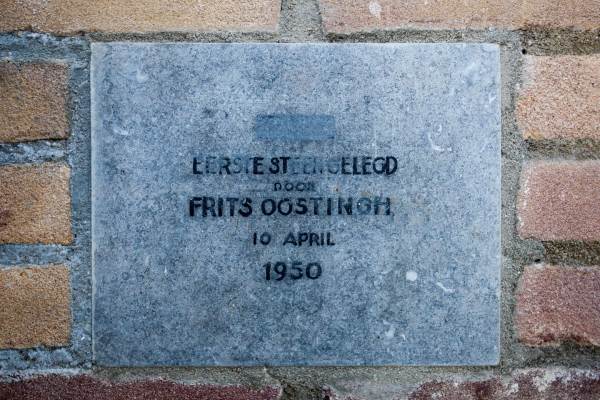 EERSTE STEEN GELEGD
DOOR
FRITS OOSTINGH
10 APRIL
1950